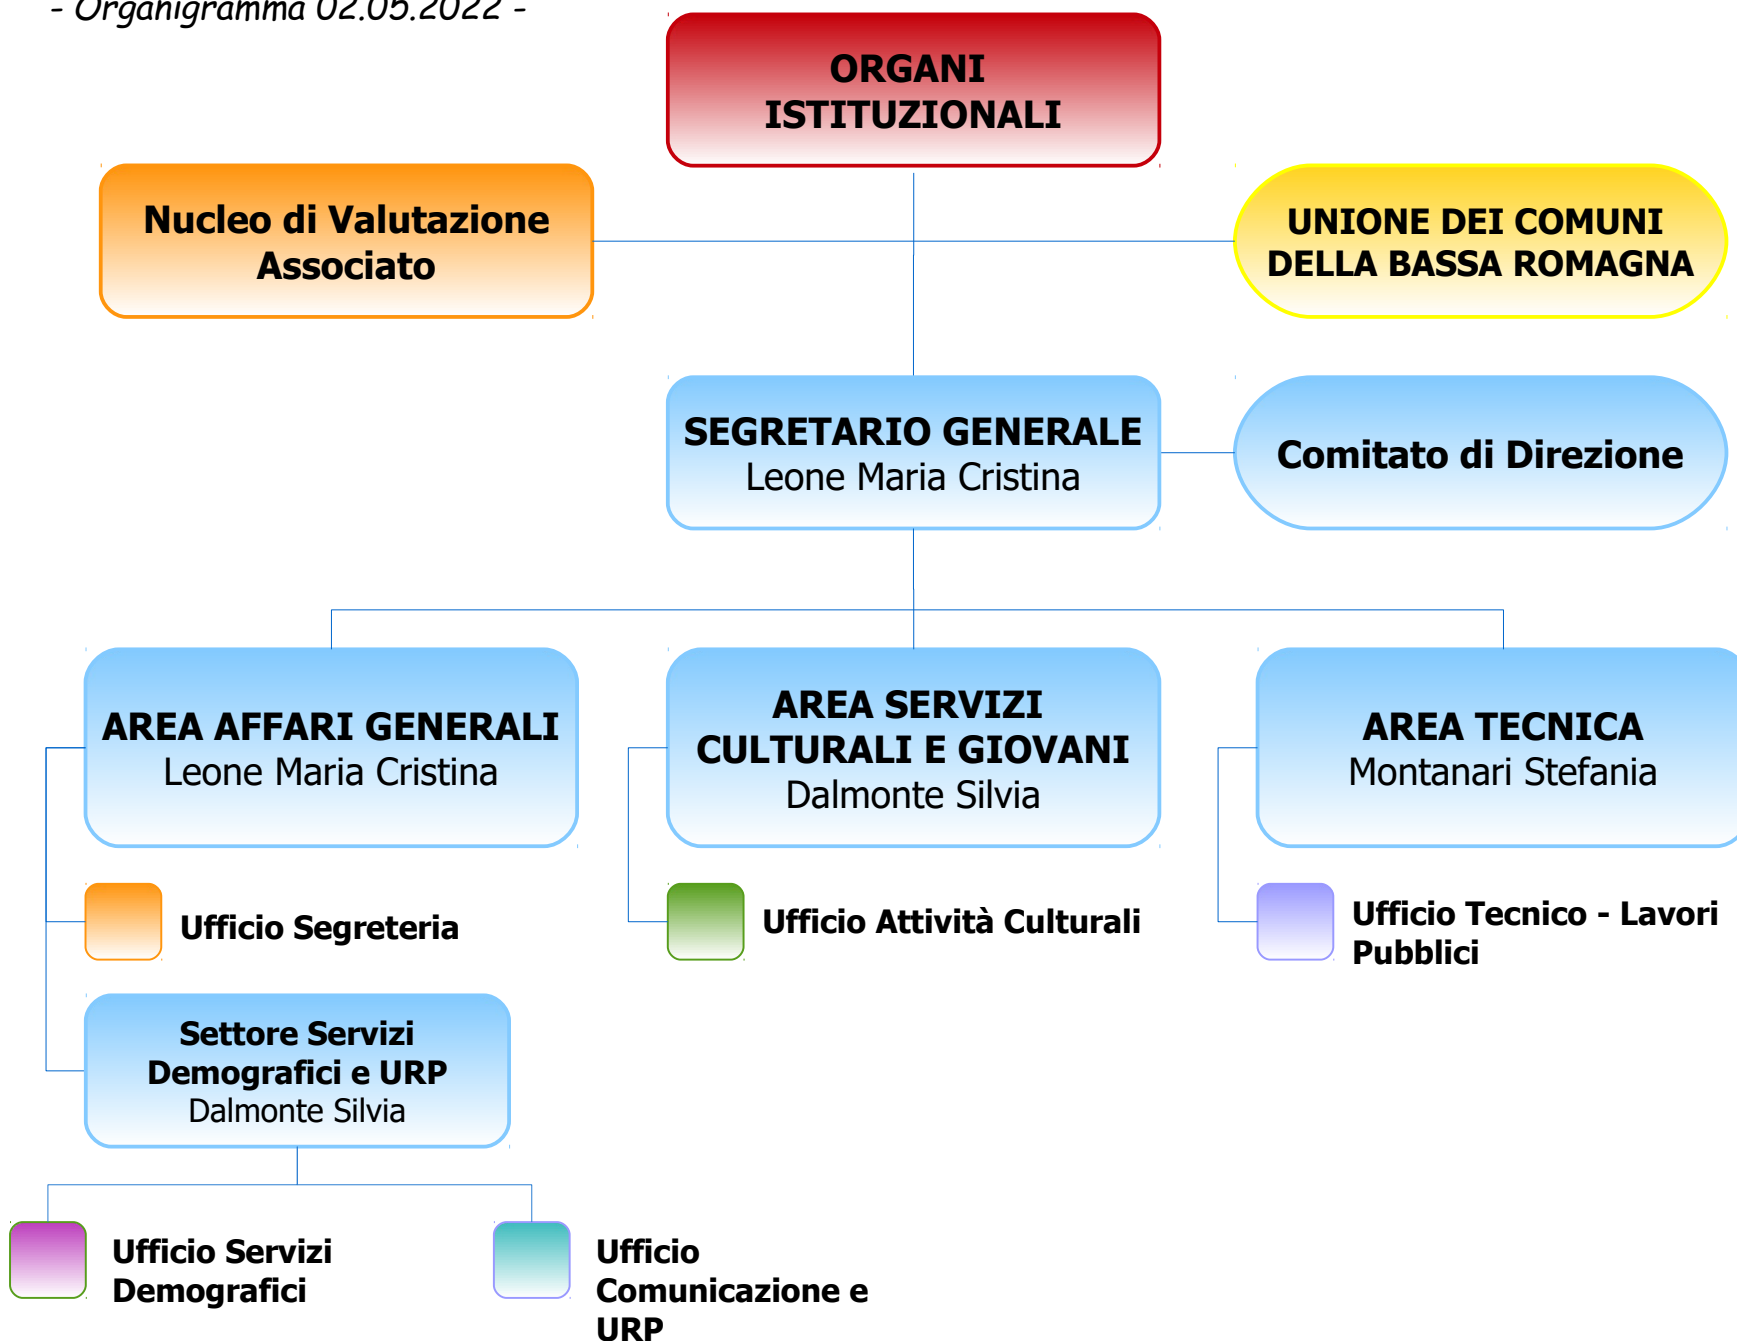 - Organigramma 02.05.2022 -
ORGANI
ISTITUZIONALI
Nucleo di Valutazione
Associato
UNIONE DEI COMUNI
DELLA BASSA ROMAGNA
SEGRETARIO GENERALE
Leone Maria Cristina
Comitato di Direzione
AREA AFFARI GENERALI
Leone Maria Cristina
AREA SERVIZI
CULTURALI E GIOVANI
Dalmonte Silvia
AREA TECNICA
Montanari Stefania
Ufficio Segreteria
Ufficio Attività Culturali
Ufficio Tecnico - Lavori
Pubblici
Settore Servizi
Demografici e URP
Dalmonte Silvia
Ufficio Servizi
Demografici
Ufficio
Comunicazione e
URP